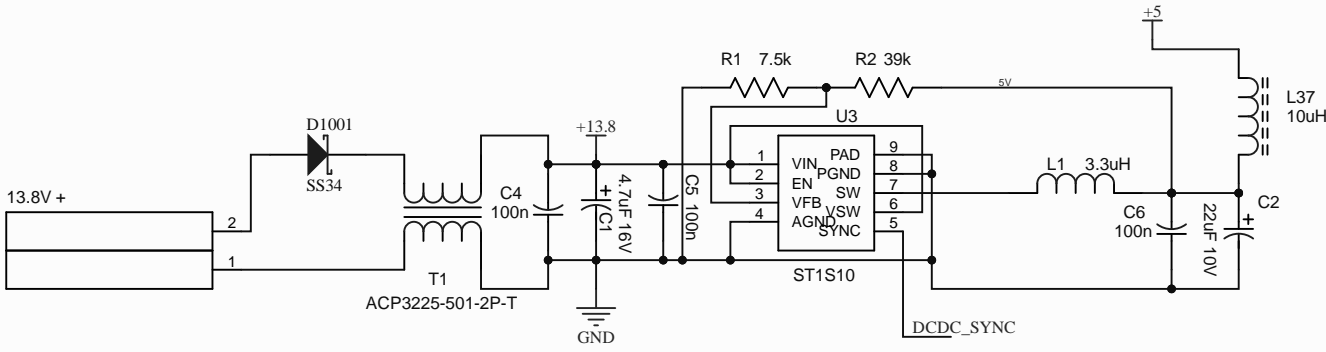 +5
R1 7.5k
R2 39k
5V
L37
10uH
U3
D1001
SS34
+13.8
13.8V +
2
1
T1
ACP3225-501-2P-T
C4
100n
+
4.7uF 16V
C1
C5 100n
1
2
3
4
VIN
EN
VFB
AGND
PAD
PGND
SW
VSW
SYNC
9
8
7
6
5
ST1S10
L1 3.3uH
C6
100n
+
22uF 10V
C2
GND
DCDC_SYNC